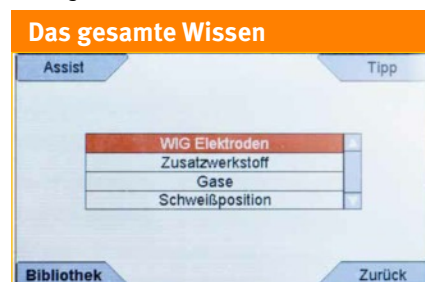 Das gesamte Wissen
Assist
Tipp
WIG Elektroden
Zusatzwerkstoff
Gase
Schweißposition
Bibliothek
Zurück